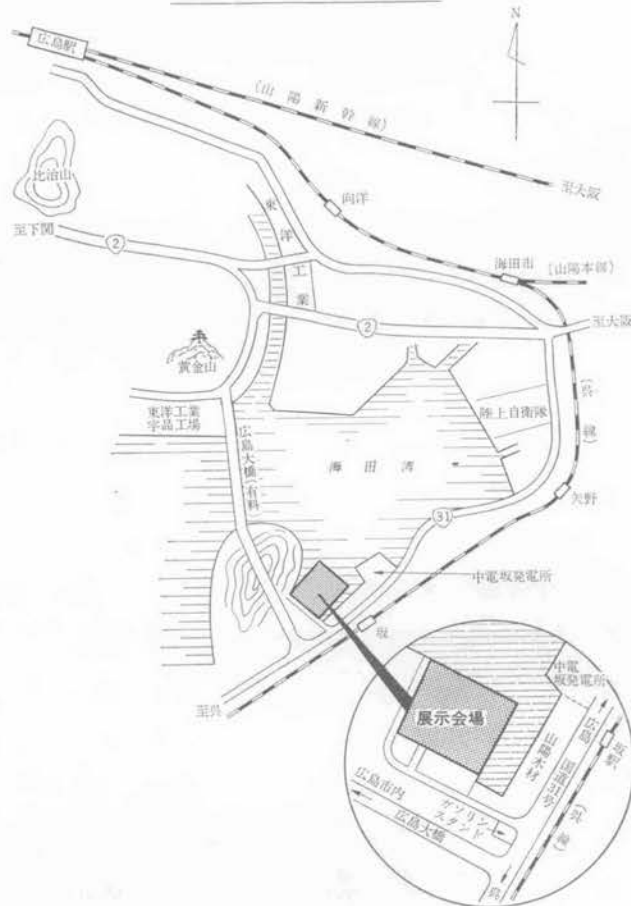 広島駅
N
(山陽新幹線)
至大阪
比治山
至下関
2
東洋工業
向洋
海田市
(山陽本線)
2
至大阪
黄金山
東洋工業
宇品工場
広島大橋(有料)
海田湾
陸上自衛隊
(呉線)
矢野
31
中電坂発電所
坂
至呉
展示会場
中電
坂発電所
広島
国道31号
坂駅
(呉線)
山陽木材
広島市内
広島大橋
ガソリン
スタンド
呉